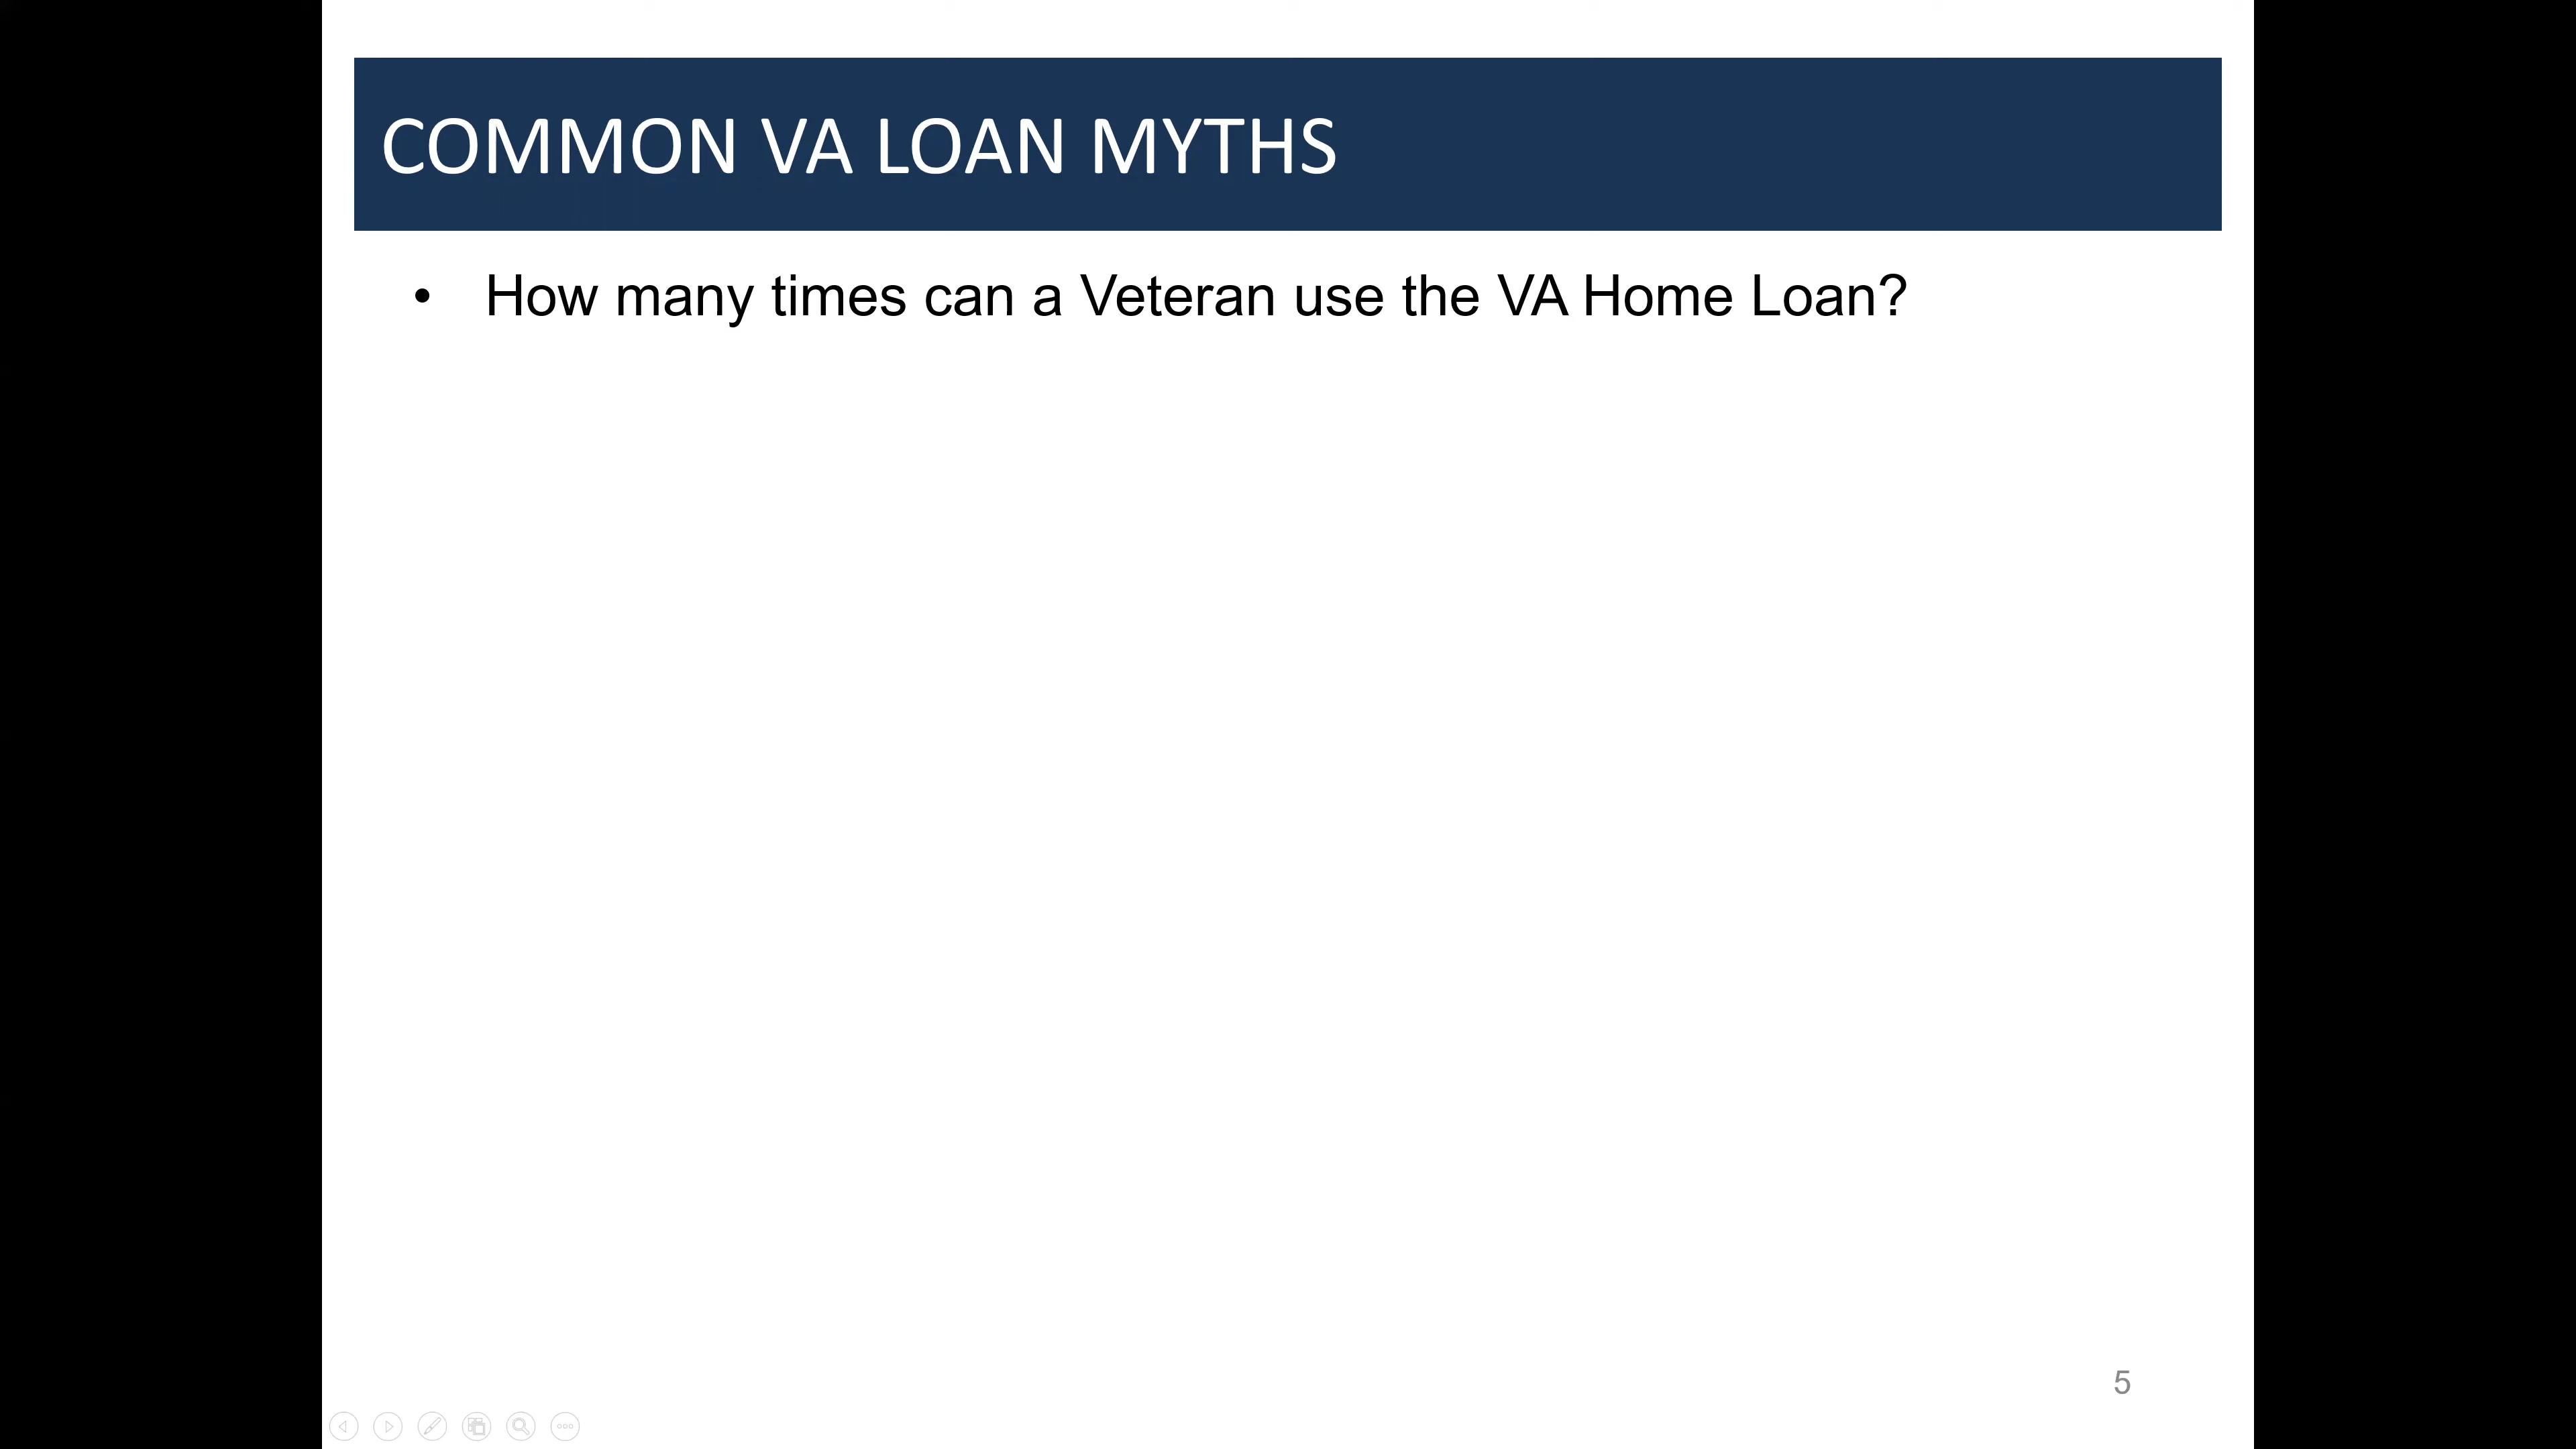 COMMON VA LOAN MYTHS
• How many times can a Veteran use the VA Home Loan?
5